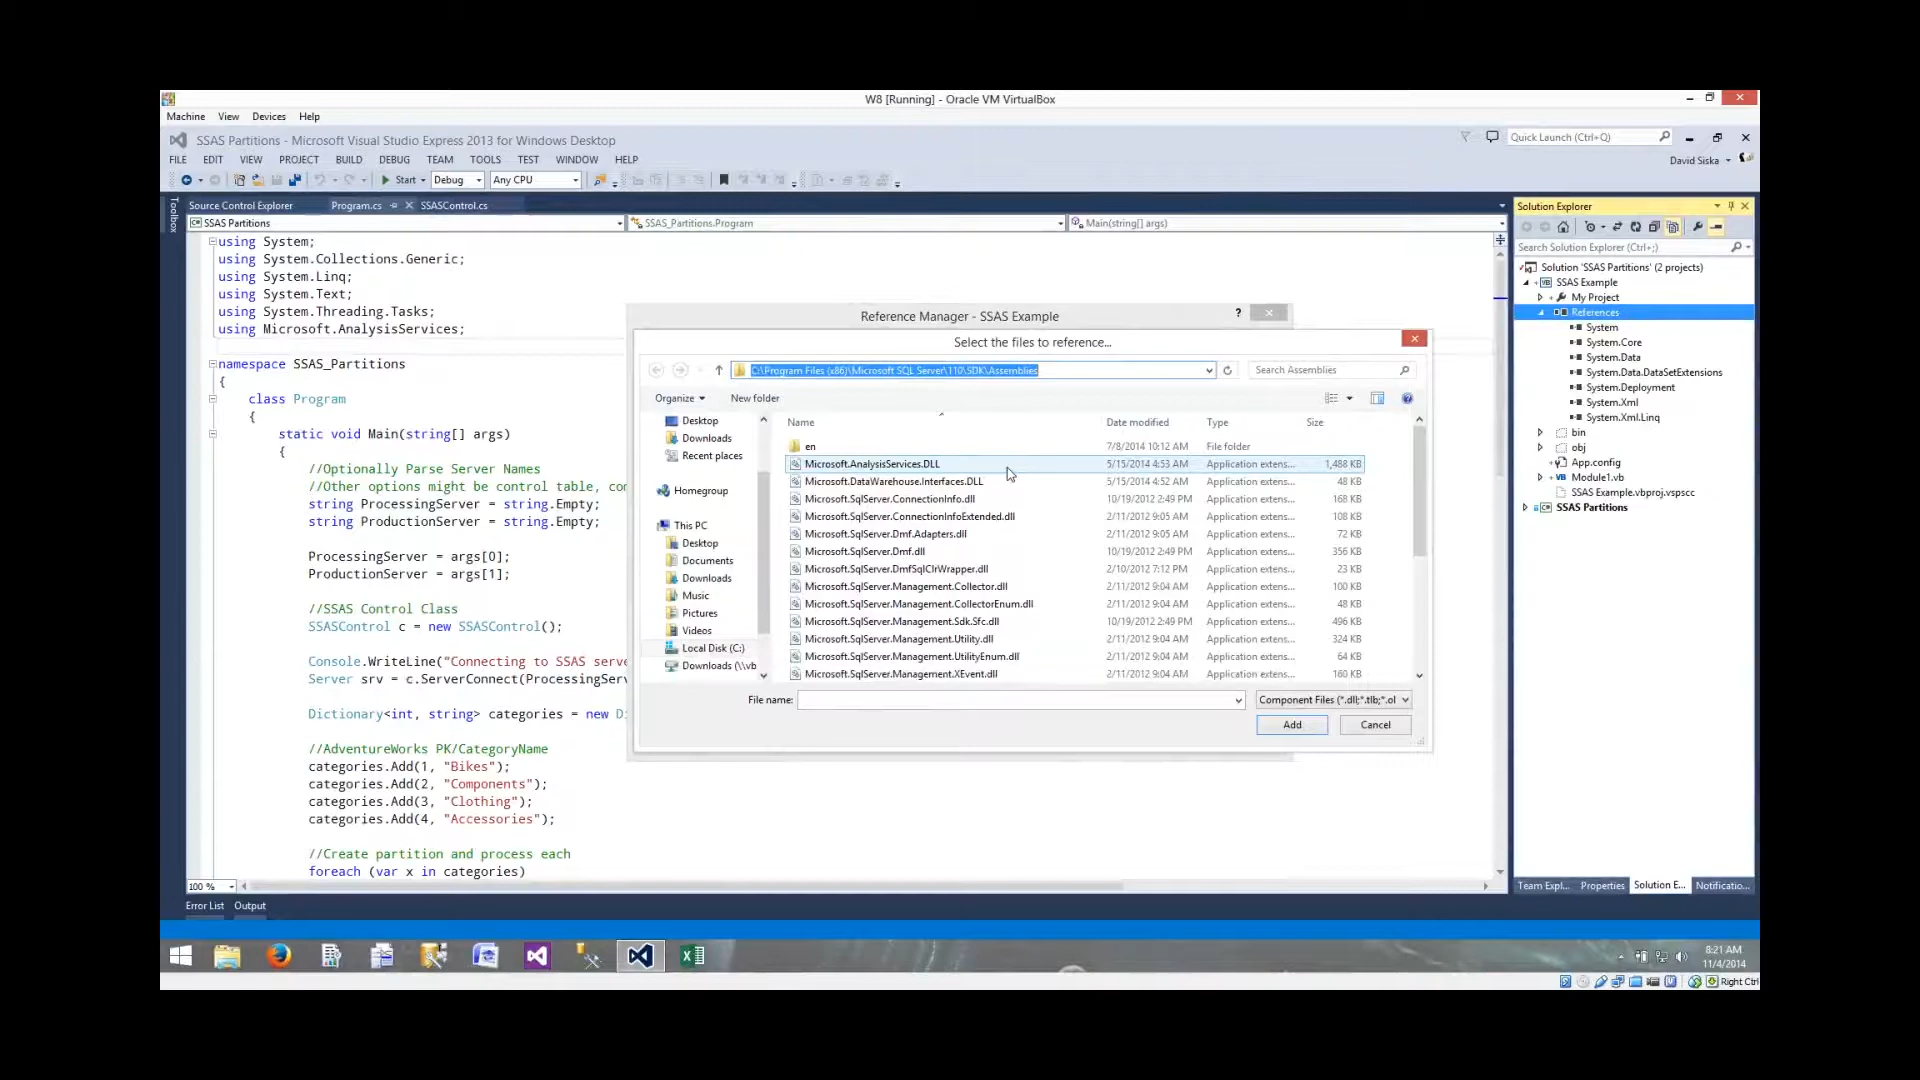 W8 [Running] - Oracle VM VirtualBox
Machine View Devices Help
SSAS Partitions - Microsoft Visual Studio Express 2013 for Windows Desktop
Quick Launch (Ctrl+Q)
FILE EDIT VIEW PROJECT BUILD DEBUG TEAM TOOLS TEST WINDOW HELP
David Siska
Start Debug Any CPU
Toolbox
Source Control Explorer Program.cs SSASControl.cs
SSAS Partitions SSAS_Partitions.Program Main(string[] args)
using System;
using System.Collections.Generic;
using System.Linq;
using System.Text;
using System.Threading.Tasks;
using Microsoft.AnalysisServices;
namespace SSAS_Partitions
{
class Program
{
static void Main(string[] args)
{
//Optionally Parse Server Names
//Other options might be control table, con
string ProcessingServer = string.Empty;
string ProductionServer = string.Empty;
ProcessingServer = args[0];
ProductionServer = args[1];
//SSAS Control Class
SSASControl c = new SSASControl();
Console.WriteLine("Connecting to SSAS serve
Server srv = c.ServerConnect(ProcessingServ
Dictionary<int, string> categories = new Di
//AdventureWorks PK/CategoryName
categories.Add(1, "Bikes");
categories.Add(2, "Components");
categories.Add(3, "Clothing");
categories.Add(4, "Accessories");
//Create partition and process each
foreach (var x in categories)
100 %
Error List Output
Reference Manager - SSAS Example
?
Select the files to reference...
C:\Program Files (x86)\Microsoft SQL Server\110\SDK\Assemblies
Search Assemblies
Organize New folder
Desktop
Downloads
Recent places
Homegroup
This PC
Desktop
Documents
Downloads
Music
Pictures
Videos
Local Disk (C:)
Downloads (\\vb
Name Date modified Type Size
en 7/8/2014 10:12 AM File folder
Microsoft.AnalysisServices.DLL 5/15/2014 4:53 AM Application extens... 1,488 KB
Microsoft.DataWarehouse.Interfaces.DLL 5/15/2014 4:52 AM Application extens... 48 KB
Microsoft.SqlServer.ConnectionInfo.dll 10/19/2012 2:49 PM Application extens... 168 KB
Microsoft.SqlServer.ConnectionInfoExtended.dll 2/11/2012 9:05 AM Application extens... 108 KB
Microsoft.SqlServer.Dmf.Adapters.dll 2/11/2012 9:05 AM Application extens... 72 KB
Microsoft.SqlServer.Dmf.dll 10/19/2012 2:49 PM Application extens... 356 KB
Microsoft.SqlServer.DmfSqlClrWrapper.dll 2/10/2012 7:12 PM Application extens... 23 KB
Microsoft.SqlServer.Management.Collector.dll 2/11/2012 9:04 AM Application extens... 100 KB
Microsoft.SqlServer.Management.CollectorEnum.dll 2/11/2012 9:04 AM Application extens... 48 KB
Microsoft.SqlServer.Management.Sdk.Sfc.dll 10/19/2012 2:49 PM Application extens... 496 KB
Microsoft.SqlServer.Management.Utility.dll 2/11/2012 9:04 AM Application extens... 324 KB
Microsoft.SqlServer.Management.UtilityEnum.dll 2/11/2012 9:04 AM Application extens... 64 KB
Microsoft.SqlServer.Management.XEvent.dll 2/11/2012 9:04 AM Application extens... 160 KB
File name: Component Files (*.dll;*.tlb;*.ol
Add Cancel
Solution Explorer
Search Solution Explorer (Ctrl+;)
Solution 'SSAS Partitions' (2 projects)
SSAS Example
My Project
References
System
System.Core
System.Data
System.Data.DataSetExtensions
System.Deployment
System.Xml
System.Xml.Linq
bin
obj
App.config
Module1.vb
SSAS Example.vbproj.vspscc
SSAS Partitions
Team Expl... Properties Solution E... Notificatio...
8:21 AM
11/4/2014
Right Ctrl